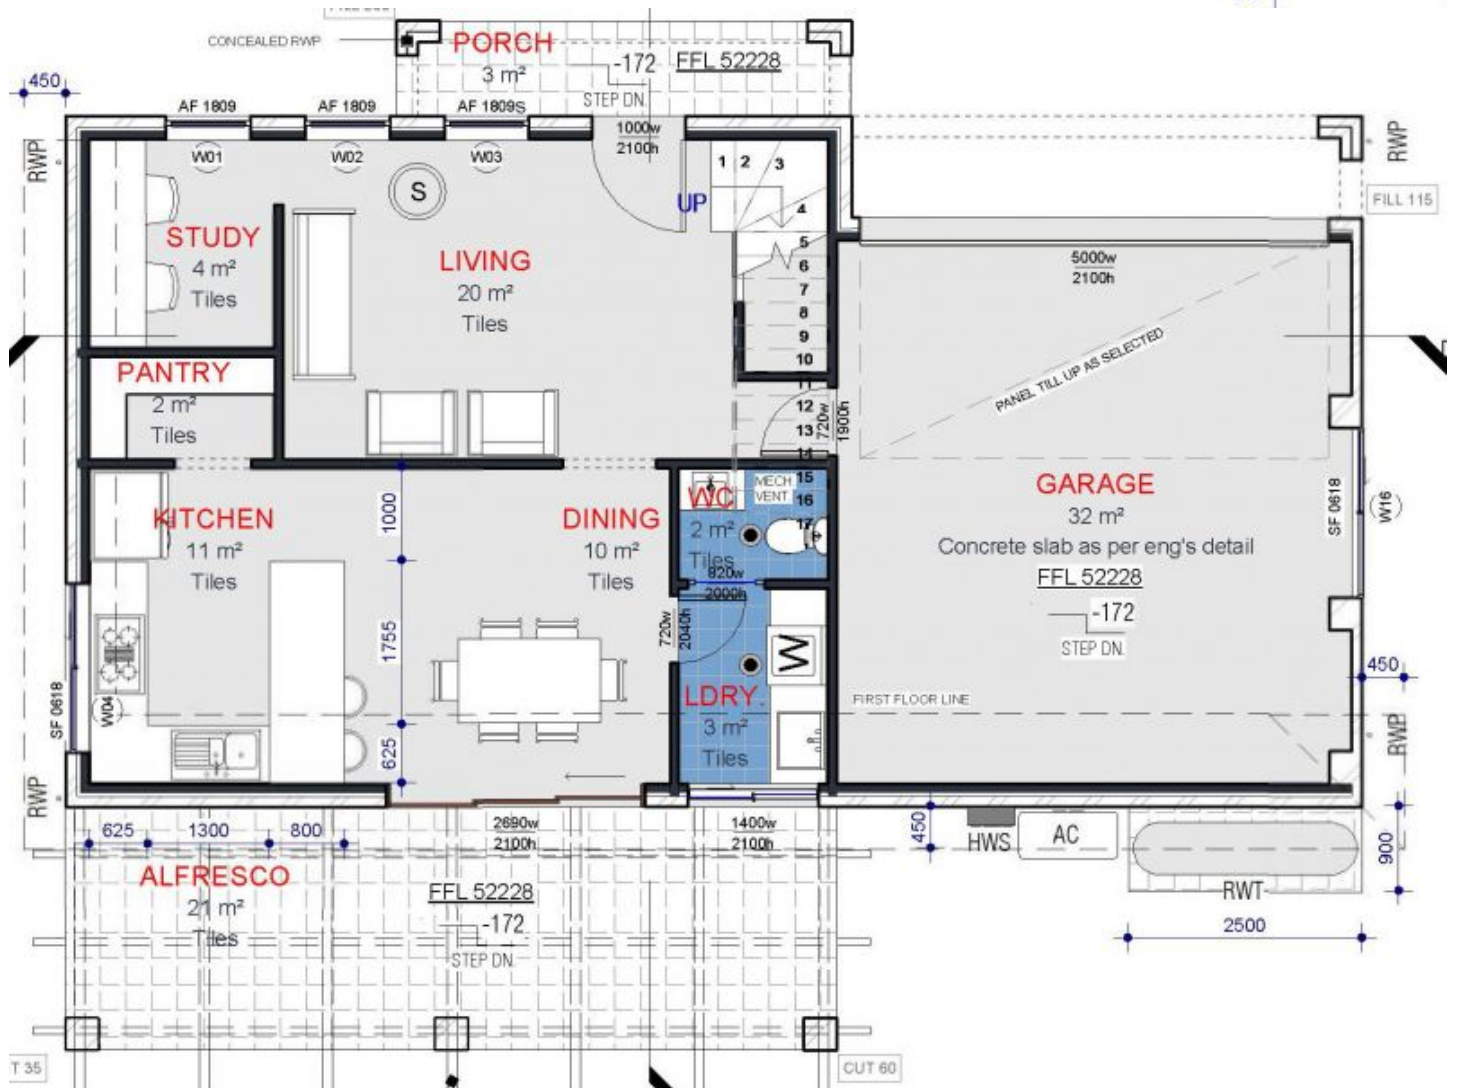 CONCEALED RWP
PORCH
3 m²
-172
FFL 52228
STEP DN.
450
AF 1809
AF 1809
AF 1809S
1000w
2100h
RWP
W01
W02
W03
S
UP
1
2
3
4
5
6
7
8
9
10
11
12
13
14
15
16
17
RWP
FILL 115
STUDY
4 m²
Tiles
LIVING
20 m²
Tiles
5000w
2100h
PANEL TILL UP AS SELECTED
PANTRY
2 m²
Tiles
720w
1900h
KITCHEN
11 m²
Tiles
1000
DINING
10 m²
Tiles
WC
2 m²
Tiles
MECH
VENT
820w
2000h
GARAGE
32 m²
Concrete slab as per eng's detail
FFL 52228
-172
STEP DN.
SF 0618
W16
1755
720w
2040h
W
LDRY.
3 m²
Tiles
FIRST FLOOR LINE
450
RWP
SF 0618
W04
625
RWP
625
1300
800
2690w
2100h
1400w
2100h
450
HWS
AC
RWT
900
2500
ALFRESCO
21 m²
Tiles
FFL 52228
-172
STEP DN.
T 35
CUT 60